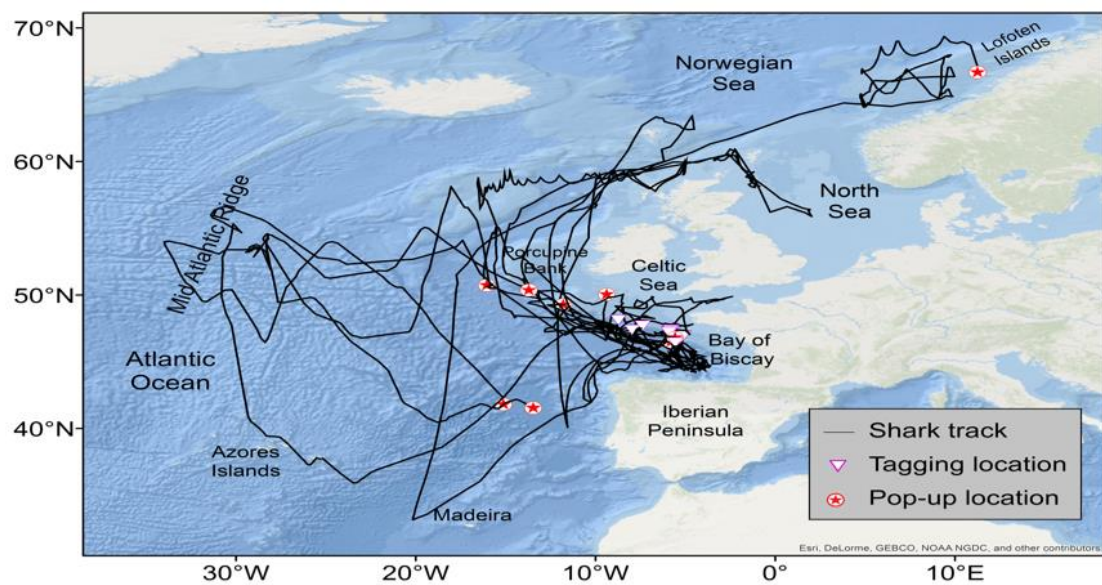 70°N
Lofoten
Islands
Norwegian
Sea
60°N
North
Sea
Mid Atlantic Ridge
Porcupine
Bank
Celtic
Sea
50°N
Bay of
Biscay
Atlantic
Ocean
Iberian
Peninsula
40°N
Azores
Islands
Madeira
Shark track
Tagging location
Pop-up location
Esri, DeLorme, GEBCO, NOAA NGDC, and other contributors
30°W
20°W
10°W
0
10°E